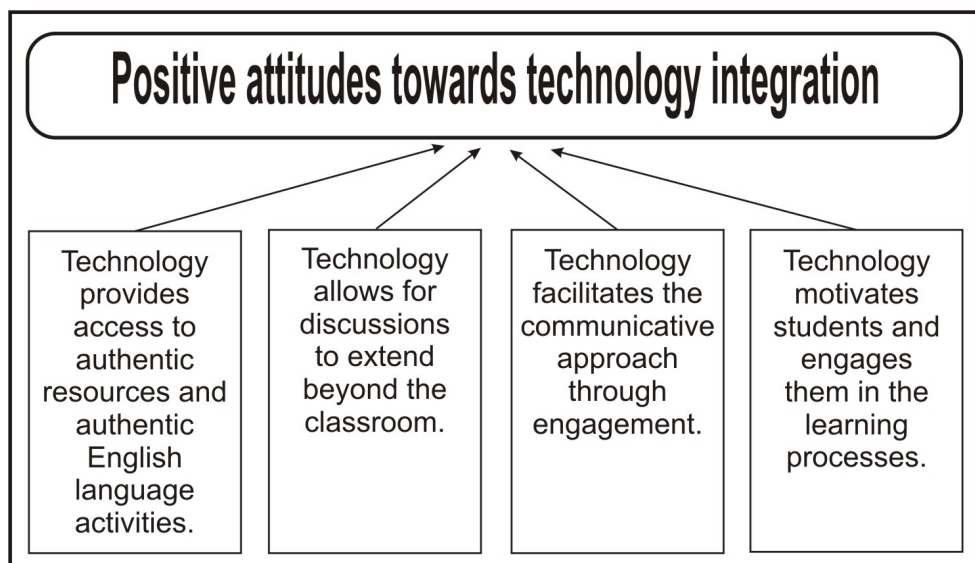 Positive attitudes towards technology integration
Technology
provides
access to
authentic
resources and
authentic
English
language
activities.
Technology
allows for
discussions
to extend
beyond the
classroom.
Technology
facilitates the
communicative
approach
through
engagement.
Technology
motivates
students and
engages
them in the
learning
processes.